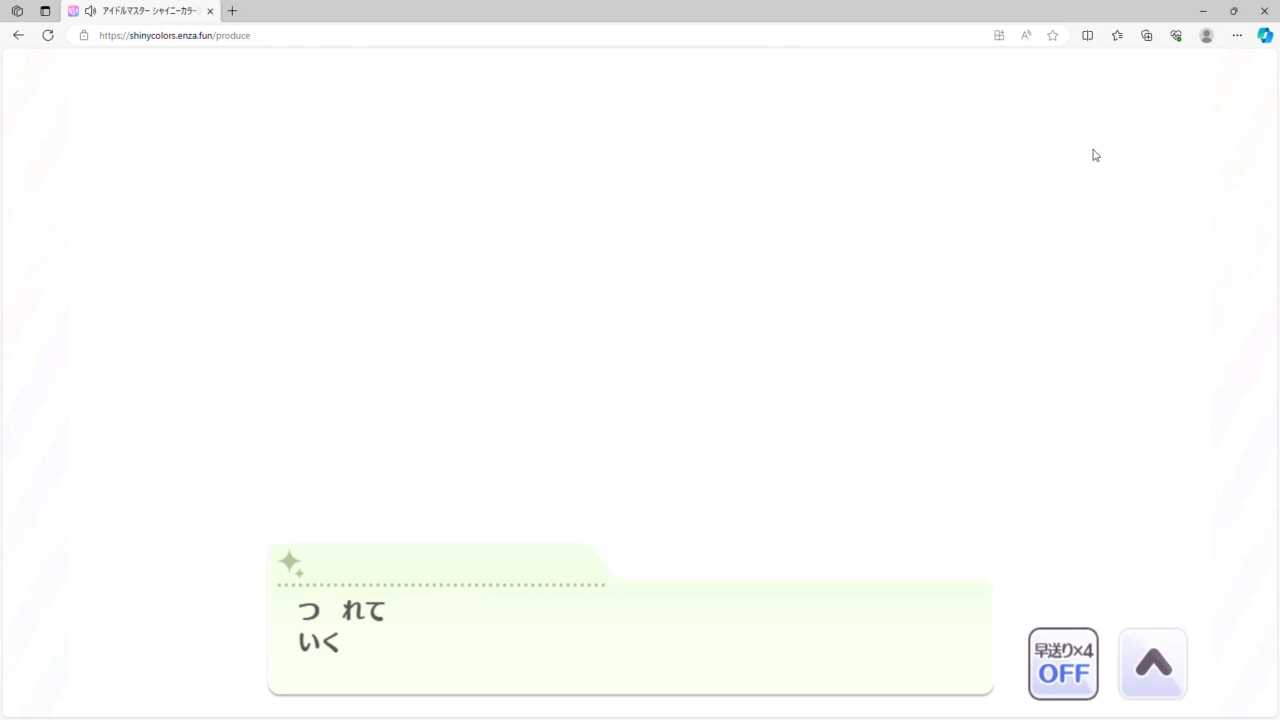 アイドルマスター シャイニーカラー
https://shinycolors.enza.fun/produce
つ　れて
いく
早送り×4
OFF